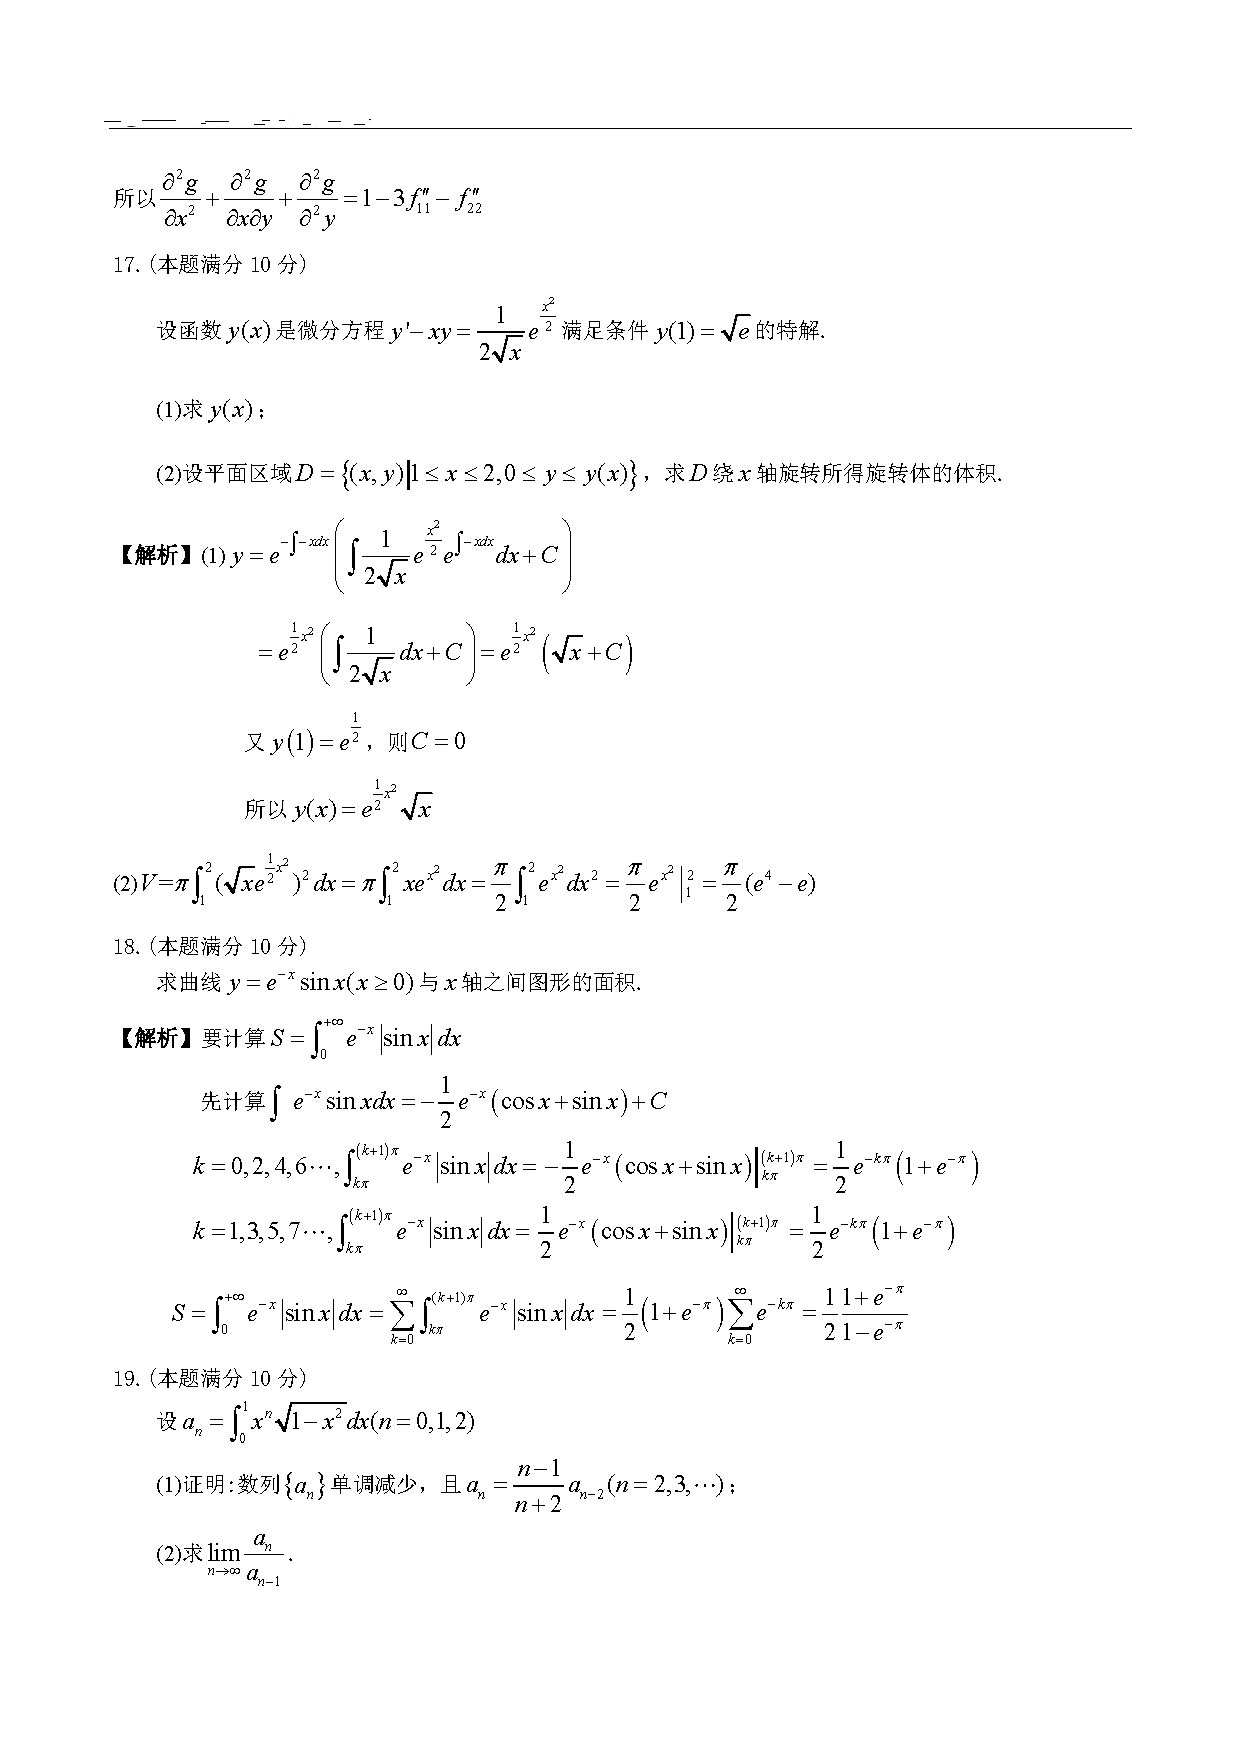 所以 ∂²g/∂x² + ∂²g/∂x∂y + ∂²g/∂²y = 1−3f″₁₁ − f″₂₂
17. (本题满分 10 分)
设函数 y(x) 是微分方程 y'−xy = 1/(2√x) e^(x²/2) 满足条件 y(1) = √e 的特解.
(1)求 y(x) ;
(2)设平面区域 D = {(x, y)|1 ≤ x ≤ 2,0 ≤ y ≤ y(x)} ，求 D 绕 x 轴旋转所得旋转体的体积.
【解析】(1) y = e^(−∫−xdx) (∫ 1/(2√x) e^(x²/2) e^(∫−xdx) dx + C)
= e^(½x²) (∫ 1/(2√x) dx + C) = e^(½x²) (√x + C)
又 y(1) = e^(1/2) ，则 C = 0
所以 y(x) = e^(½x²) √x
(2) V=π∫₁²(√xe^(½x²))²dx = π∫₁² xe^(x²)dx = π/2 ∫₁² e^(x²)dx² = π/2 e^(x²)|₁² = π/2 (e⁴ − e)
18. (本题满分 10 分)
求曲线 y = e^(−x) sin x(x ≥ 0) 与 x 轴之间图形的面积.
【解析】要计算 S = ∫₀^(+∞) e^(−x)|sin x|dx
先计算 ∫ e^(−x) sin xdx = −1/2 e^(−x)(cos x + sin x) + C
k = 0,2,4,6⋯, ∫_(kπ)^((k+1)π) e^(−x)|sin x|dx = −1/2 e^(−x)(cos x + sin x)|_(kπ)^((k+1)π) = 1/2 e^(−kπ)(1+e^(−π))
k =1,3,5,7⋯, ∫_(kπ)^((k+1)π) e^(−x)|sin x|dx = 1/2 e^(−x)(cos x + sin x)|_(kπ)^((k+1)π) = 1/2 e^(−kπ)(1+e^(−π))
S = ∫₀^(+∞) e^(−x)|sin x|dx = ∑_(k=0)^∞ ∫_(kπ)^((k+1)π) e^(−x)|sin x|dx = 1/2 (1+e^(−π)) ∑_(k=0)^∞ e^(−kπ) = 1/2 (1+e^(−π))/(1−e^(−π))
19. (本题满分 10 分)
设 aₙ = ∫₀¹ xⁿ√(1−x²)dx(n = 0,1,2)
(1)证明:数列{aₙ}单调减少，且 aₙ = (n−1)/(n+2) aₙ₋₂ (n = 2,3,⋯) ;
(2)求 lim_(n→∞) aₙ/aₙ₋₁ .